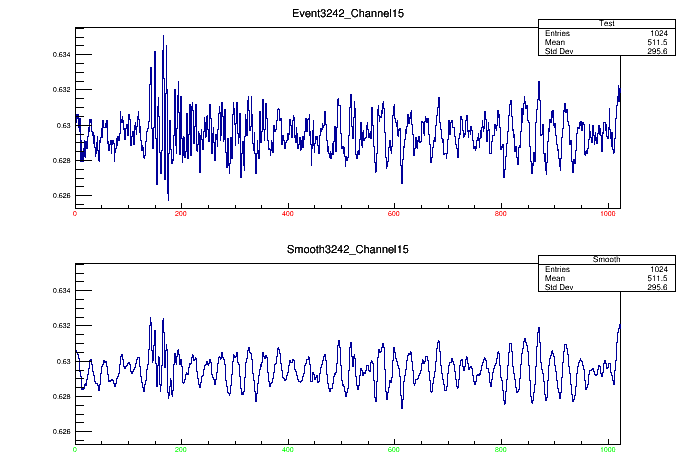 Event3242_Channel15
Test
Entries 1024
Mean 511.5
Std Dev 295.6
0.634
0.632
0.63
0.628
0.626
0 200 400 600 800 1000
Smooth3242_Channel15
Smooth
Entries 1024
Mean 511.5
Std Dev 295.6
0.634
0.632
0.63
0.628
0.626
0 200 400 600 800 1000